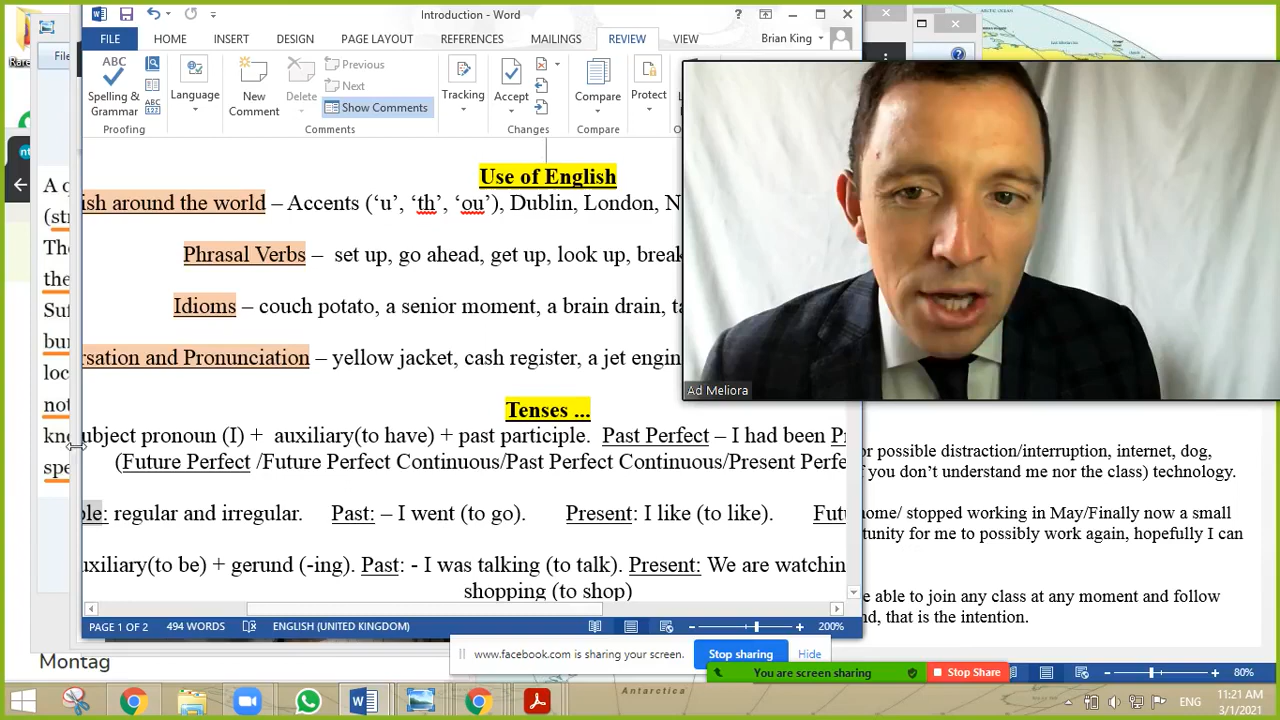 Introduction - Word
?
FILE HOME INSERT DESIGN PAGE LAYOUT REFERENCES MAILINGS REVIEW VIEW Brian King
File
ABC
Spelling & Grammar
ABC
123
Language
New Comment
Delete
Previous
Next
Show Comments
Tracking
Accept
Compare
Protect
Proofing Comments Changes Compare
Use of English
ish around the world – Accents (‘u’, ‘th’, ‘ou’), Dublin, London, N
Phrasal Verbs – set up, go ahead, get up, look up, break
Idioms – couch potato, a senior moment, a brain drain, ta
rsation and Pronunciation – yellow jacket, cash register, a jet engin
Tenses ...
ubject pronoun (I) + auxiliary(to have) + past participle. Past Perfect – I had been P
(Future Perfect /Future Perfect Continuous/Past Perfect Continuous/Present Perfe
ple: regular and irregular. Past: – I went (to go). Present: I like (to like). Fut
uxiliary(to be) + gerund (-ing). Past: - I was talking (to talk). Present: We are watchin
shopping (to shop)
PAGE 1 OF 2 494 WORDS ENGLISH (UNITED KINGDOM) 200%
Ad Meliora
or possible distraction/interruption, internet, dog,
f you don’t understand me nor the class) technology.
home/ stopped working in May/Finally now a small
tunity for me to possibly work again, hopefully I can
e able to join any class at any moment and follow
nd, that is the intention.
www.facebook.com is sharing your screen. Stop sharing Hide
You are screen sharing Stop Share
80%
Montag
Antarctica
ENG
11:21 AM
3/1/2021
ARCTIC OCEAN